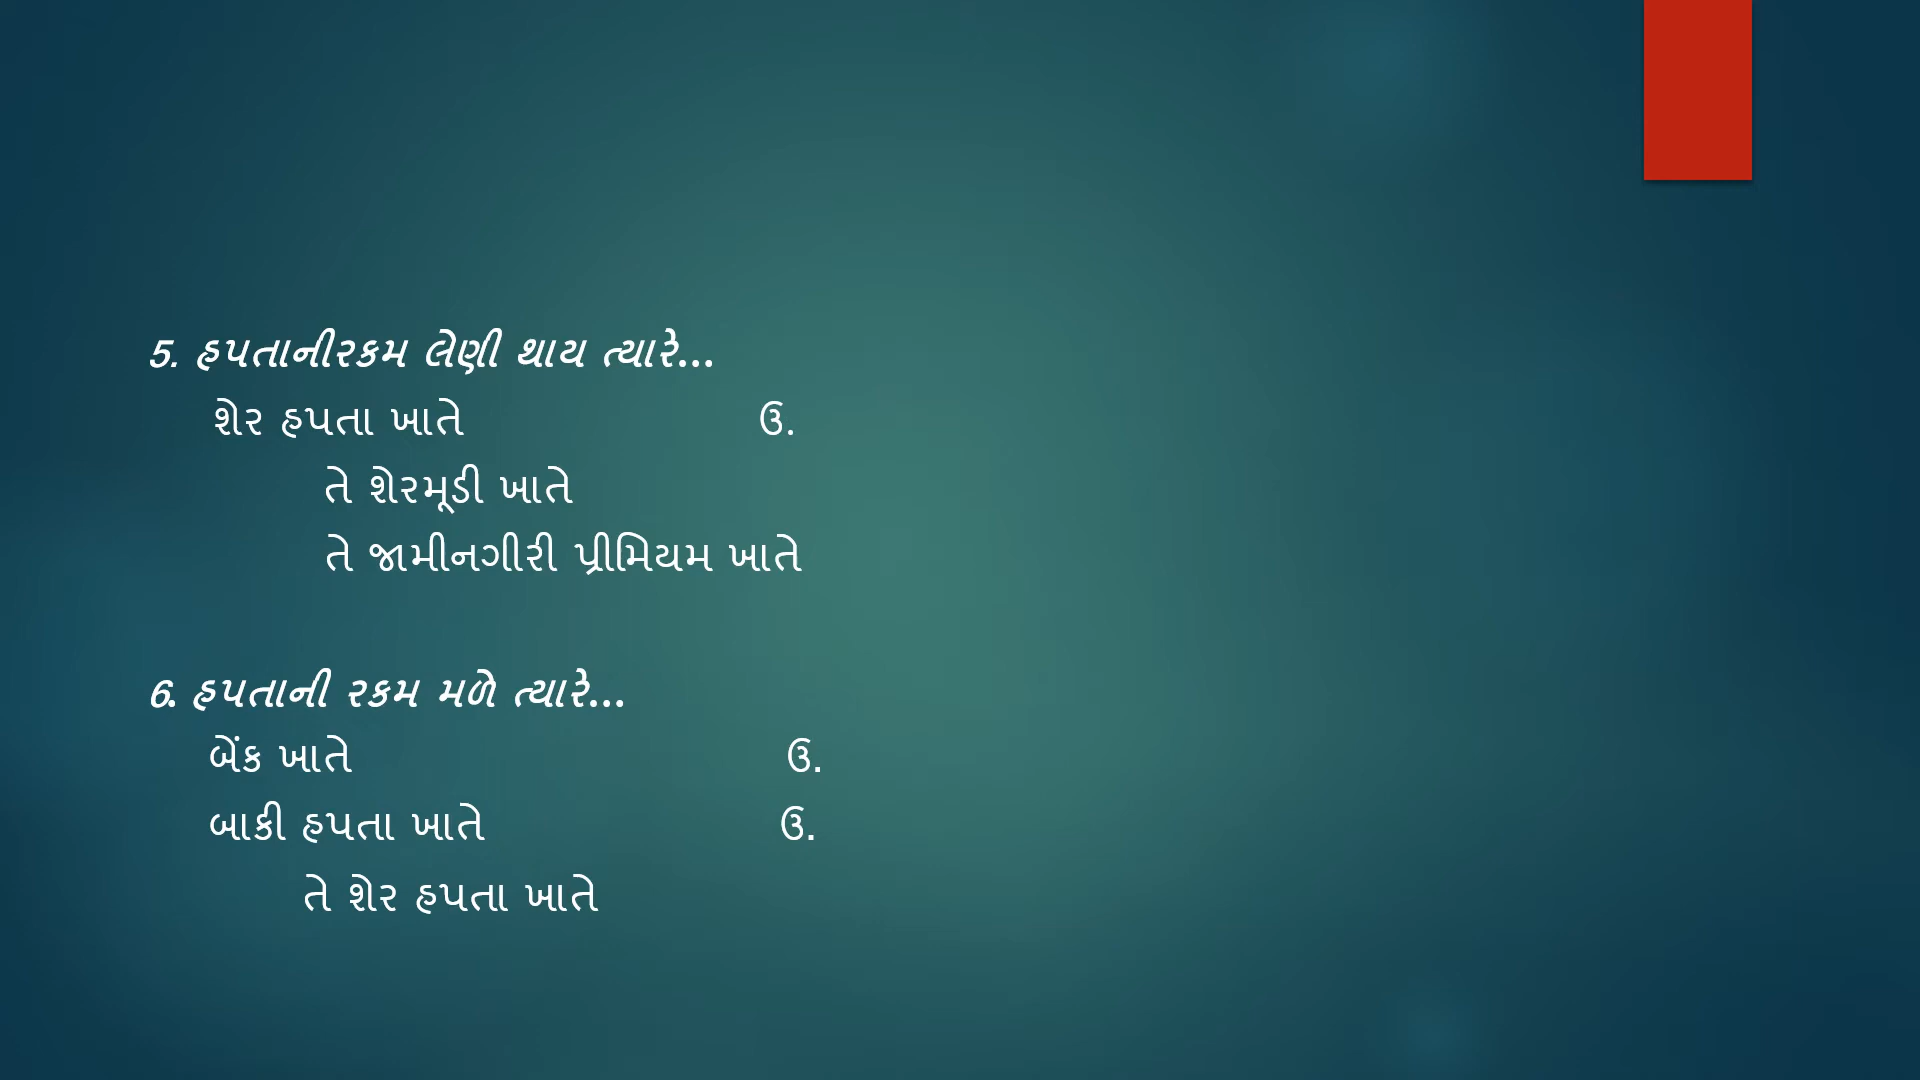 5. હપતાનીરકમ લેણી થાય ત્યારે...
શેર હપતા ખાતે ઉ.
તે શેરમૂડી ખાતે
તે જામીનગીરી પ્રીમિયમ ખાતે
6. હપતાની રકમ મળે ત્યારે...
બેંક ખાતે ઉ.
બાકી હપતા ખાતે ઉ.
તે શેર હપતા ખાતે